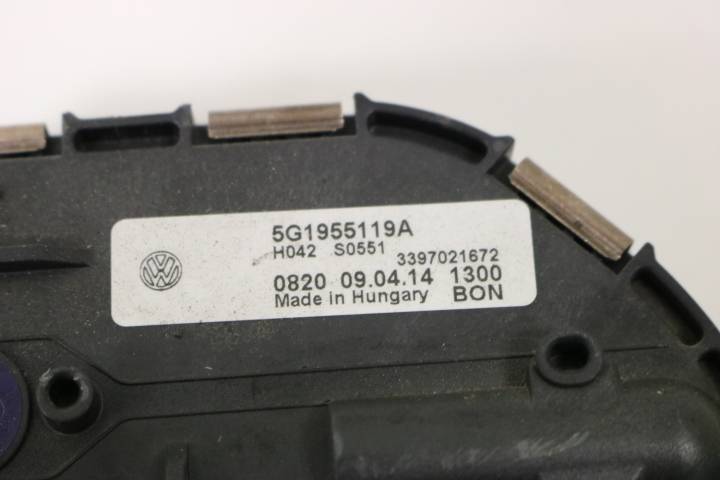 5G1955119A
H042 S0551
3397021672
0820 09.04.14 1300
Made in Hungary BON